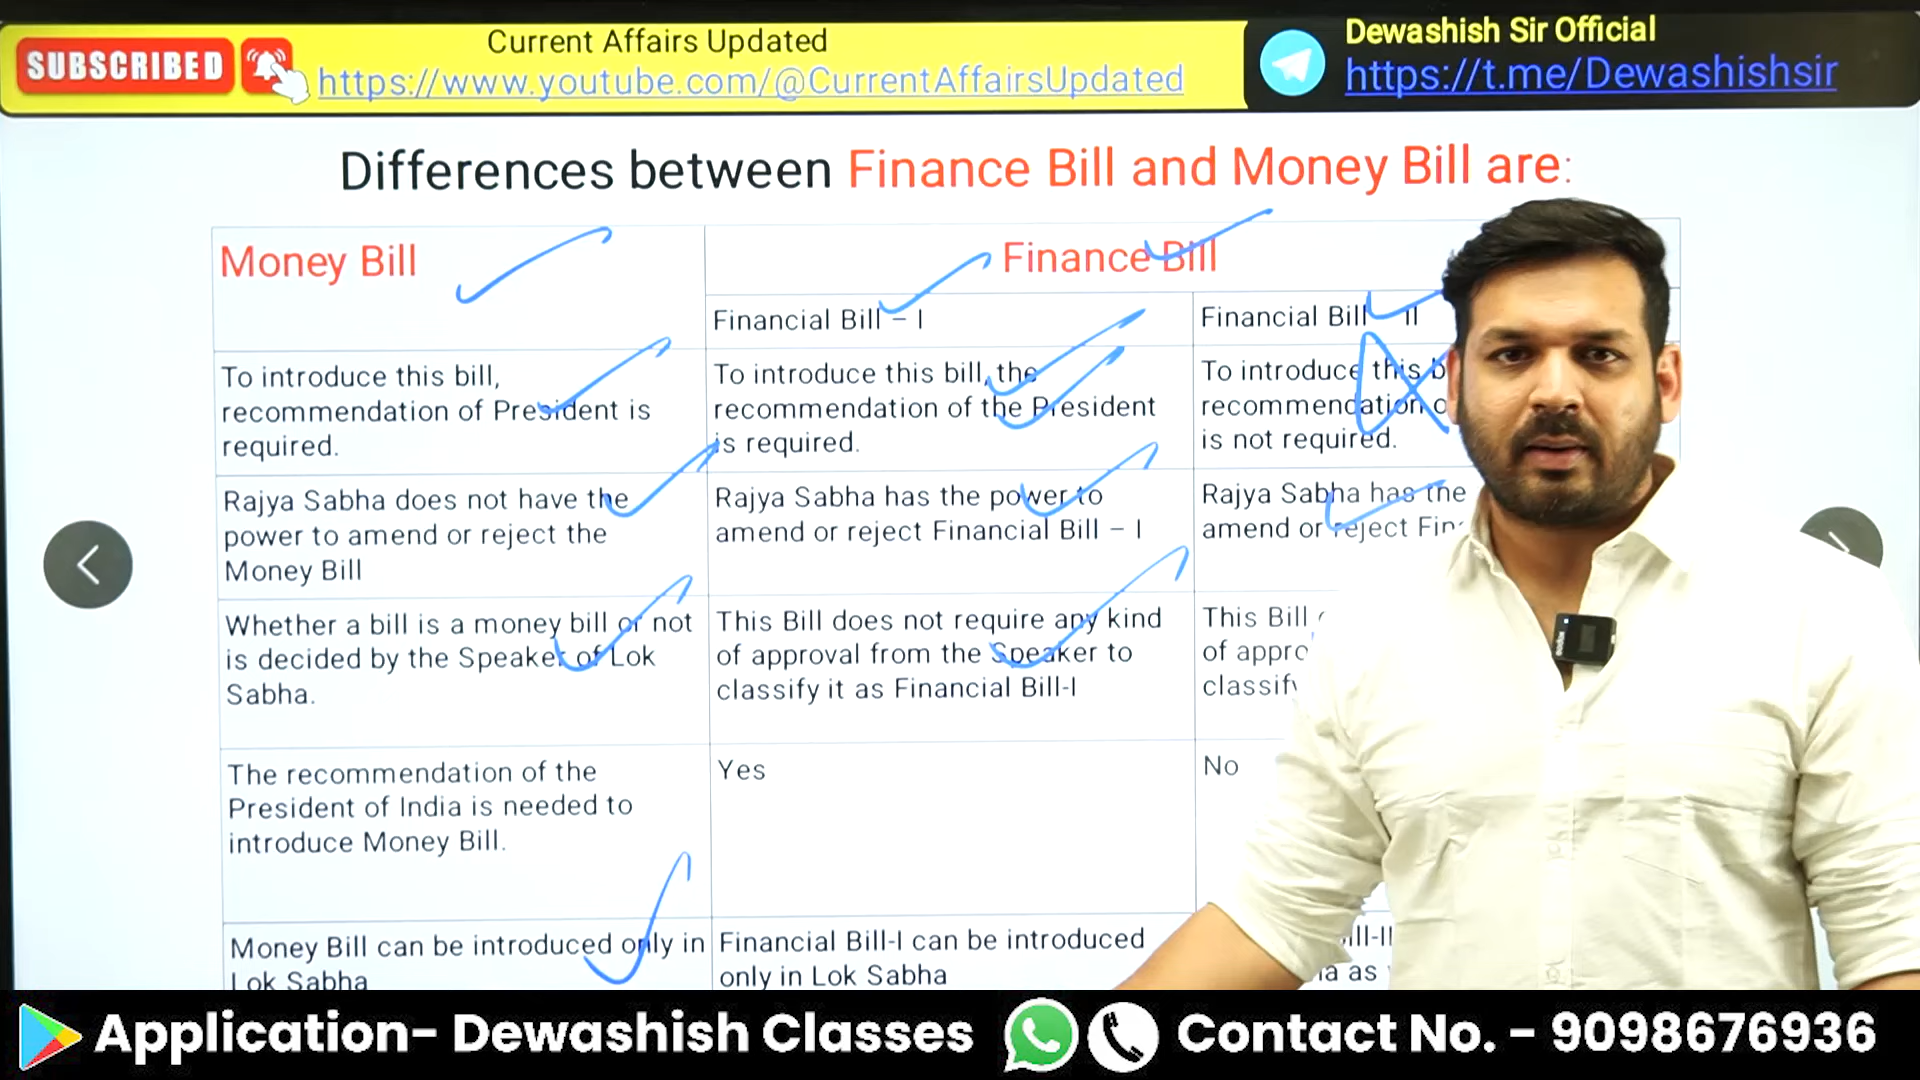 SUBSCRIBED
Current Affairs Updated
https://www.youtube.com/@CurrentAffairsUpdated
Dewashish Sir Official
https://t.me/Dewashishsir
Differences between Finance Bill and Money Bill are:
Money Bill
Finance Bill
Financial Bill – I
Financial Bill II
To introduce this bill,
recommendation of President is
required.
To introduce this bill, the
recommendation of the President
is required.
To introduce this
recommendation
is not required.
Rajya Sabha does not have the
power to amend or reject the
Money Bill
Rajya Sabha has the power to
amend or reject Financial Bill – I
Rajya Sabha has the
amend or reject
Whether a bill is a money bill or not
is decided by the Speaker of Lok
Sabha.
This Bill does not require any kind
of approval from the Speaker to
classify it as Financial Bill-I
This Bill
of
The recommendation of the
President of India is needed to
introduce Money Bill.
Yes
No
Money Bill can be introduced only in
Lok Sabha
Financial Bill-I can be introduced
only in Lok Sabha
as
Application- Dewashish Classes
Contact No. - 9098676936